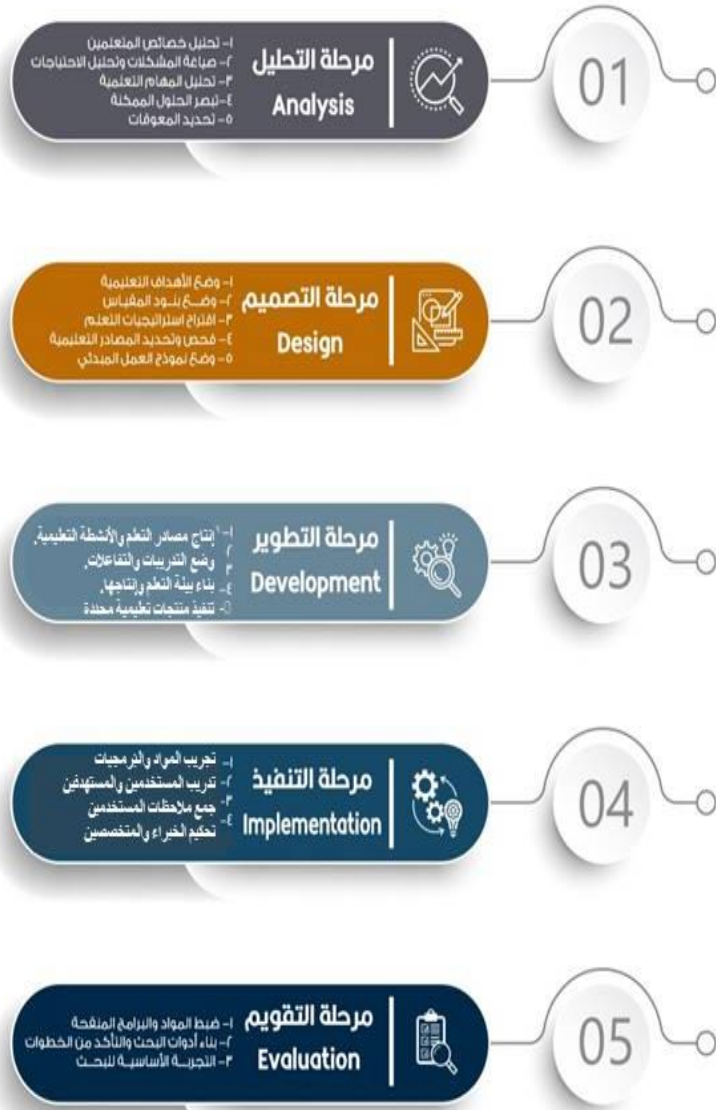 01
مرحلة التحليل
Analysis
١- تحليل خصائص المتعلمين
٢- صياغة المشكلات وتحليل الاحتياجات
٣- تحليل المهام التعلمية
٤- تبصر الحلول الممكنة
٥- تحديد المعوقات
02
مرحلة التصميم
Design
١- وضع الأهداف التعليمية
٢- وضع بنود المقياس
٣- اقتراح استراتيجيات التعلم
٤- فحص وتحديد المصادر التعليمية
٥- وضع نموذج العمل المبدئي
03
مرحلة التطوير
Development
١- إنتاج مصادر التعلم والأنشطة التعليمية.
٢ وضع التدريبات والتفاعلات.
٣
٤- بناء بيئة التعلم وإنتاجها.
٥- تنفيذ منتجات تعليمية محددة
04
مرحلة التنفيذ
Implementation
١- تجريب المواد والبرمجيات
٢- تدريب المستخدمين والمستهدفين
٣- جمع ملاحظات المستخدمين
٤- تحكيم الخبراء والمتخصصين
05
مرحلة التقويم
Evaluation
١- ضبط المواد والبرامج المنقحة
٢- بناء أدوات البحث والتأكد من الخطوات
٣- التجربة الأساسية للبحث